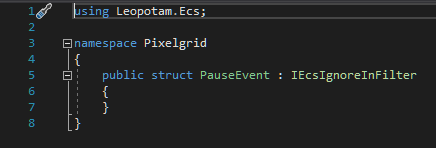 1 using Leopotam.Ecs;
2
3 namespace Pixelgrid
4 {
5 public struct PauseEvent : IEcsIgnoreInFilter
6 {
7 }
8 }